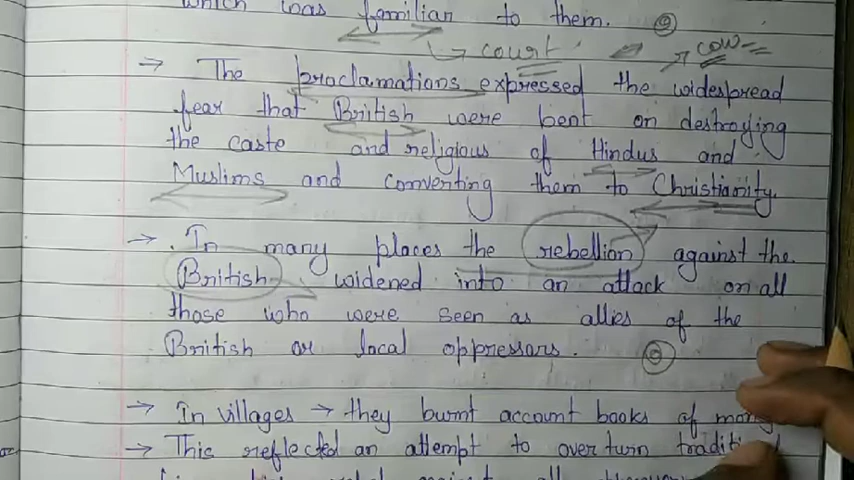 which was familian to them.
court cow
→ The proclamations expressed the widespread
fear that British were bent on destroying
the caste and religious of Hindus and
Muslims and converting them to Christianity.
→ . In many places the rebellion against the.
British widened into an attack on all
those who were seen as allies of the
British or local oppressors.
→ In villages → they burnt account books of
→ This reflected an attempt to over turn